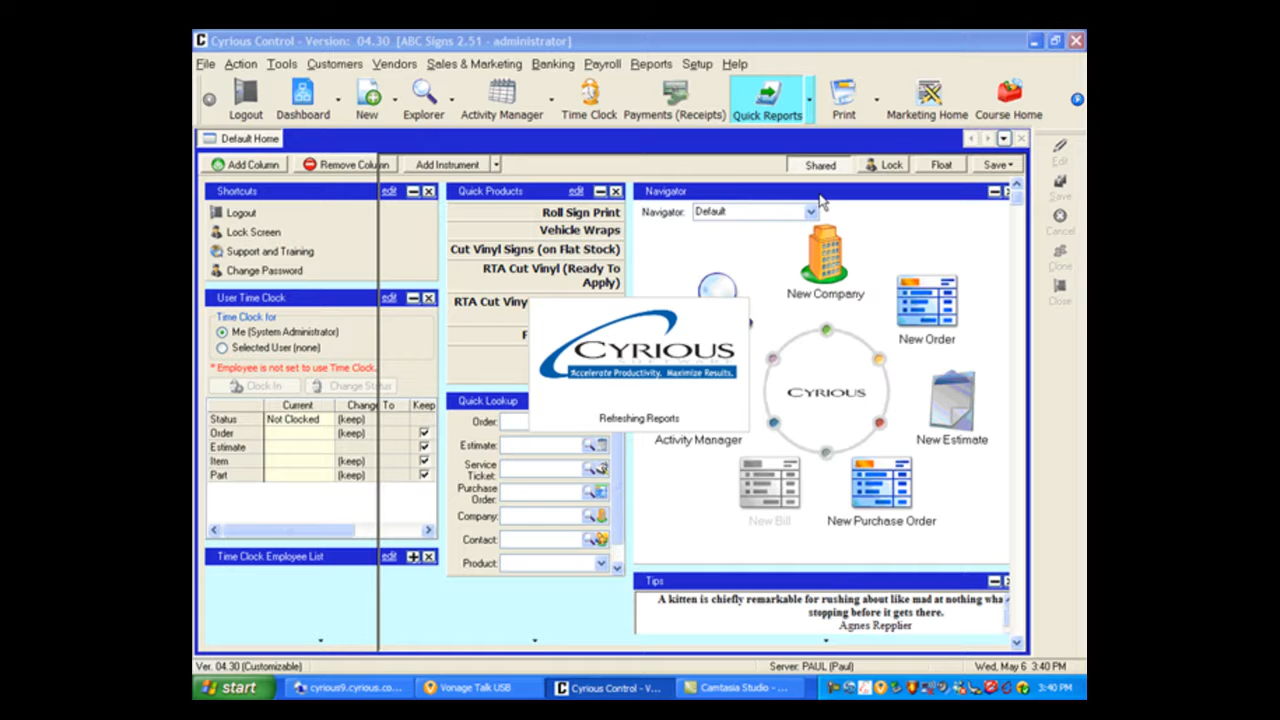 Cyrious Control - Version: 04.30 [ABC Signs 2.51 - administrator]
File Action Tools Customers Vendors Sales & Marketing Banking Payroll Reports Setup Help
Logout Dashboard New Explorer Activity Manager Time Clock Payments (Receipts) Quick Reports Print Marketing Home Course Home
Default Home
Add Column Remove Column Add Instrument Shared Lock Float Save
Edit
Save
Cancel
Clone
Close
Shortcuts edit
Logout
Lock Screen
Support and Training
Change Password
User Time Clock edit
Time Clock for
Me (System Administrator)
Selected User (none)
* Employee is not set to use Time Clock.
Clock In Change Status
Current Change To Keep
Status Not Clocked (keep)
Order (keep)
Estimate
Item (keep)
Part (keep)
Time Clock Employee List edit
Quick Products edit
Roll Sign Print
Vehicle Wraps
Cut Vinyl Signs (on Flat Stock)
RTA Cut Vinyl (Ready To
Apply)
RTA Cut Viny
F
CYRIOUS
SOFTWARE
Accelerate Productivity. Maximize Results.
Refreshing Reports
Quick Lookup
Order:
Estimate:
Service
Ticket:
Purchase
Order:
Company:
Contact:
Product:
Navigator
Navigator: Default
New Company
New Order
CYRIOUS
New Estimate
Activity Manager
New Bill
New Purchase Order
Tips
A kitten is chiefly remarkable for rushing about like mad at nothing wha
stopping before it gets there.
Agnes Repplier
Ver. 04.30 (Customizable) Server: PAUL (Paul) Wed, May 6 3:40 PM
start cyrious9.cyrious.co... Vonage Talk USB Cyrious Control - V... Camtasia Studio - ... 3:40 PM